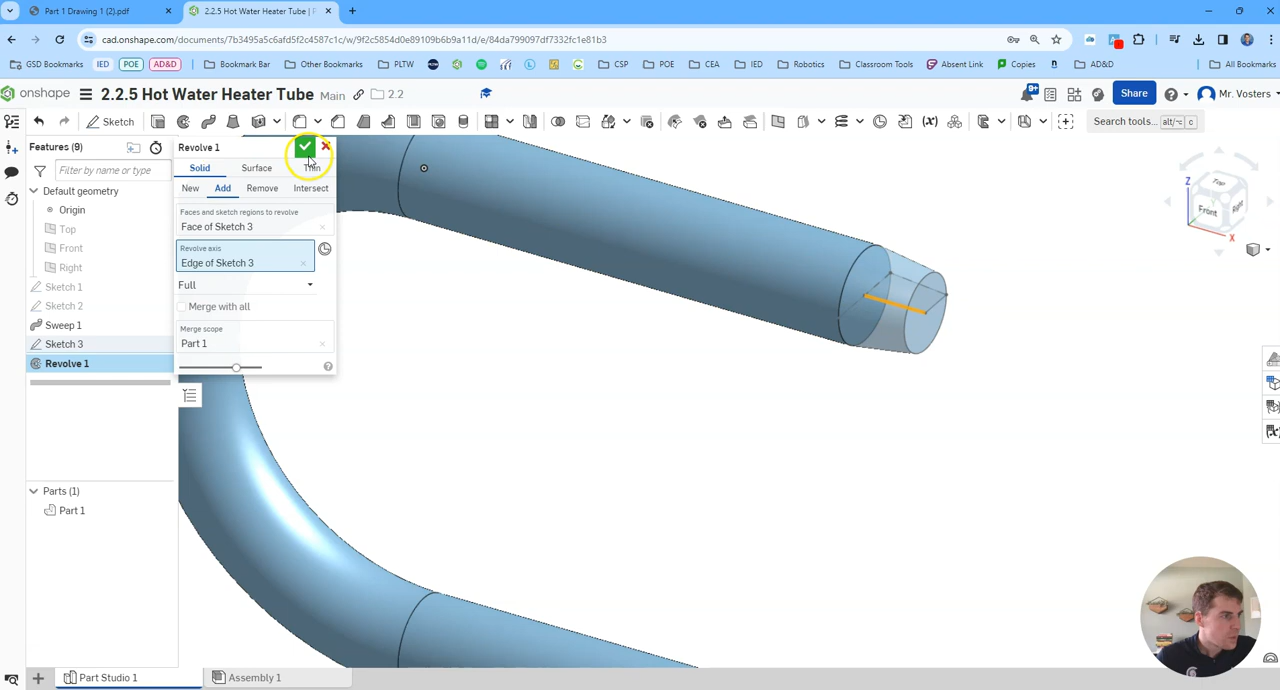 Part 1 Drawing 1 (2).pdf
2.2.5 Hot Water Heater Tube | P
cad.onshape.com/documents/7b3495a5c6afd5f2c4587c1c/w/9f2c5854d0e89109b6b9a11d/e/84da799097df7332fc1e81b3
GSD Bookmarks
IED
POE
AD&D
Bookmark Bar
Other Bookmarks
PLTW
CSP
POE
CEA
IED
Robotics
Classroom Tools
Absent Link
Copies
AD&D
All Bookmarks
onshape
2.2.5 Hot Water Heater Tube
Main
2.2
9+
Share
Mr. Vosters
Sketch
Search tools...
alt/⌥
c
Features (9)
Filter by name or type
Default geometry
Origin
Top
Front
Right
Sketch 1
Sketch 2
Sweep 1
Sketch 3
Revolve 1
Parts (1)
Part 1
Revolve 1
Solid
Surface
Thin
New
Add
Remove
Intersect
Faces and sketch regions to revolve
Face of Sketch 3
Revolve axis
Edge of Sketch 3
Full
Merge with all
Merge scope
Part 1
Z
Top
Front
Right
X
Part Studio 1
Assembly 1